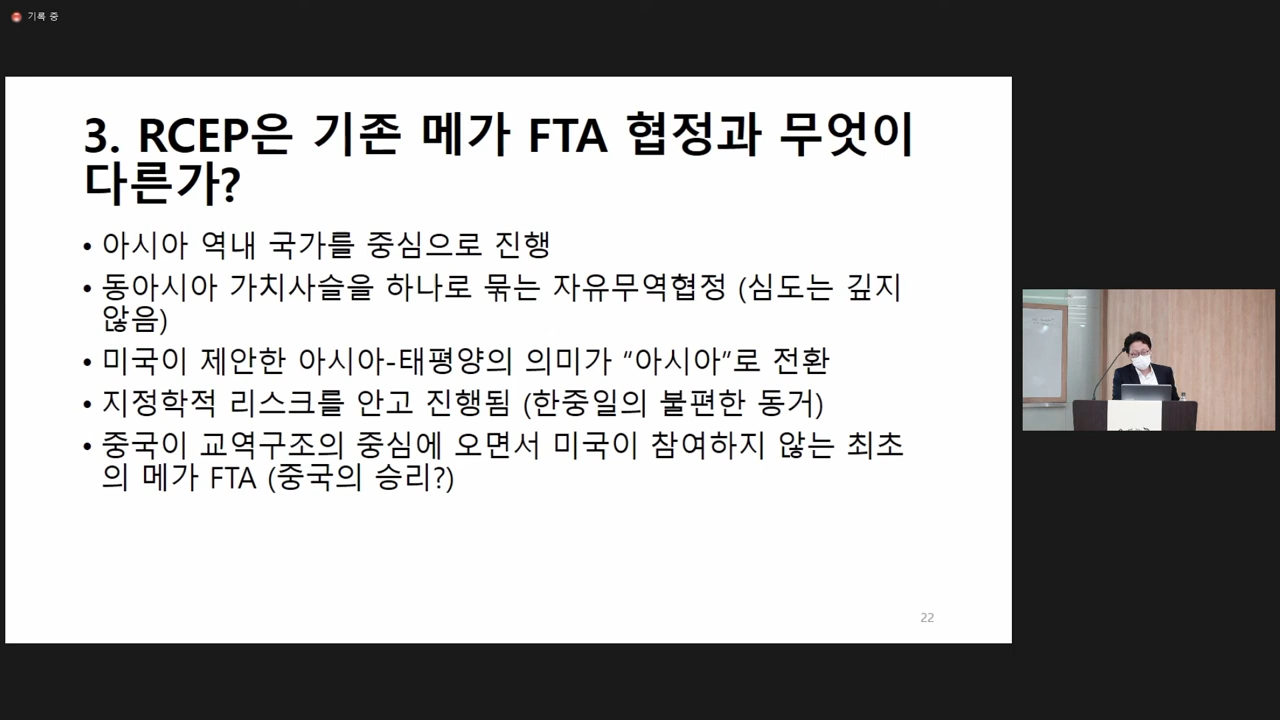 기록 중
3. RCEP은 기존 메가 FTA 협정과 무엇이
다른가?
• 아시아 역내 국가를 중심으로 진행
• 동아시아 가치사슬을 하나로 묶는 자유무역협정 (심도는 깊지
않음)
• 미국이 제안한 아시아-태평양의 의미가 “아시아”로 전환
• 지정학적 리스크를 안고 진행됨 (한중일의 불편한 동거)
• 중국이 교역구조의 중심에 오면서 미국이 참여하지 않는 최초
의 메가 FTA (중국의 승리?)
22